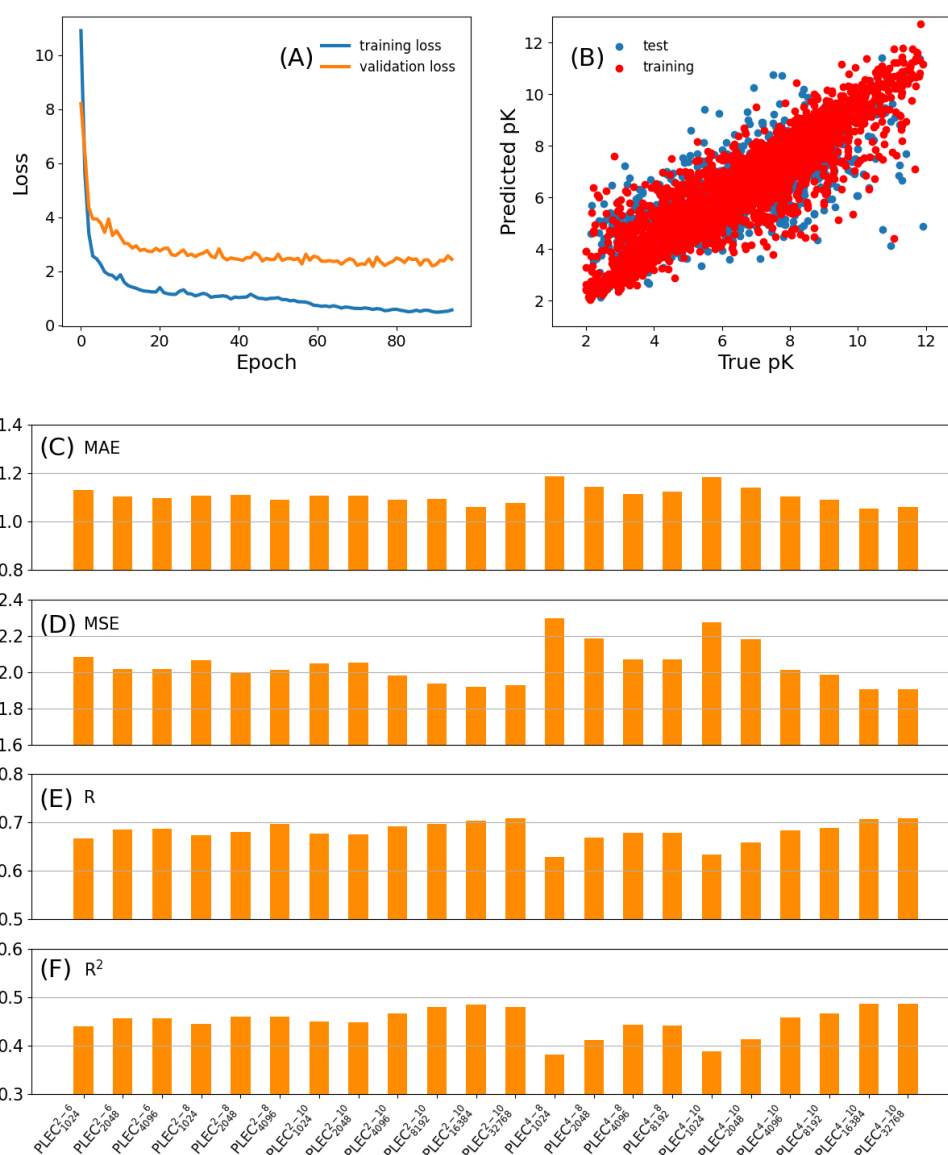 (A)
training loss
validation loss
10
8
6
4
2
0
Loss
0
20
40
60
80
Epoch
(B)
test
training
12
10
8
6
4
2
Predicted pK
2
4
6
8
10
12
True pK
(C) MAE
1.4
1.2
1.0
0.8
(D) MSE
2.4
2.2
2.0
1.8
1.6
(E) R
0.8
0.7
0.6
0.5
(F) R²
0.6
0.5
0.4
0.3
PLEC²⁻⁶₁₀₂₄
PLEC²⁻⁶₂₀₄₈
PLEC²⁻⁶₄₀₉₆
PLEC²⁻⁸₁₀₂₄
PLEC²⁻⁸₂₀₄₈
PLEC²⁻⁸₄₀₉₆
PLEC²⁻¹⁰₁₀₂₄
PLEC²⁻¹⁰₂₀₄₈
PLEC²⁻¹⁰₄₀₉₆
PLEC²⁻¹⁰₈₁₉₂
PLEC²⁻¹⁰₁₆₃₈₄
PLEC²⁻¹⁰₃₂₇₆₈
PLEC⁴⁻⁸₁₀₂₄
PLEC⁴⁻⁸₂₀₄₈
PLEC⁴⁻⁸₄₀₉₆
PLEC⁴⁻⁸₈₁₉₂
PLEC⁴⁻¹⁰₁₀₂₄
PLEC⁴⁻¹⁰₂₀₄₈
PLEC⁴⁻¹⁰₄₀₉₆
PLEC⁴⁻¹⁰₈₁₉₂
PLEC⁴⁻¹⁰₁₆₃₈₄
PLEC⁴⁻¹⁰₃₂₇₆₈